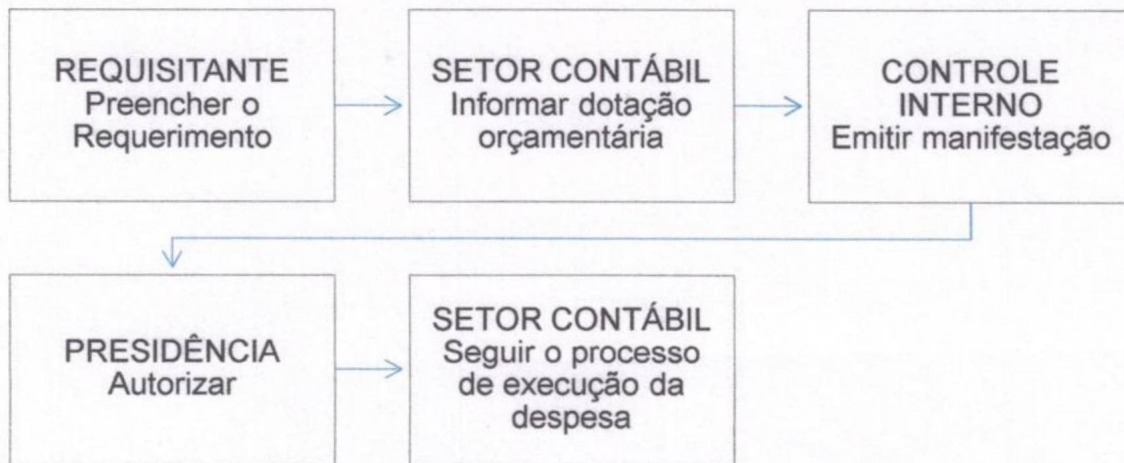 REQUISITANTE
Preencher o
Requerimento
SETOR CONTÁBIL
Informar dotação
orçamentária
CONTROLE
INTERNO
Emitir manifestação
PRESIDÊNCIA
Autorizar
SETOR CONTÁBIL
Seguir o processo
de execução da
despesa